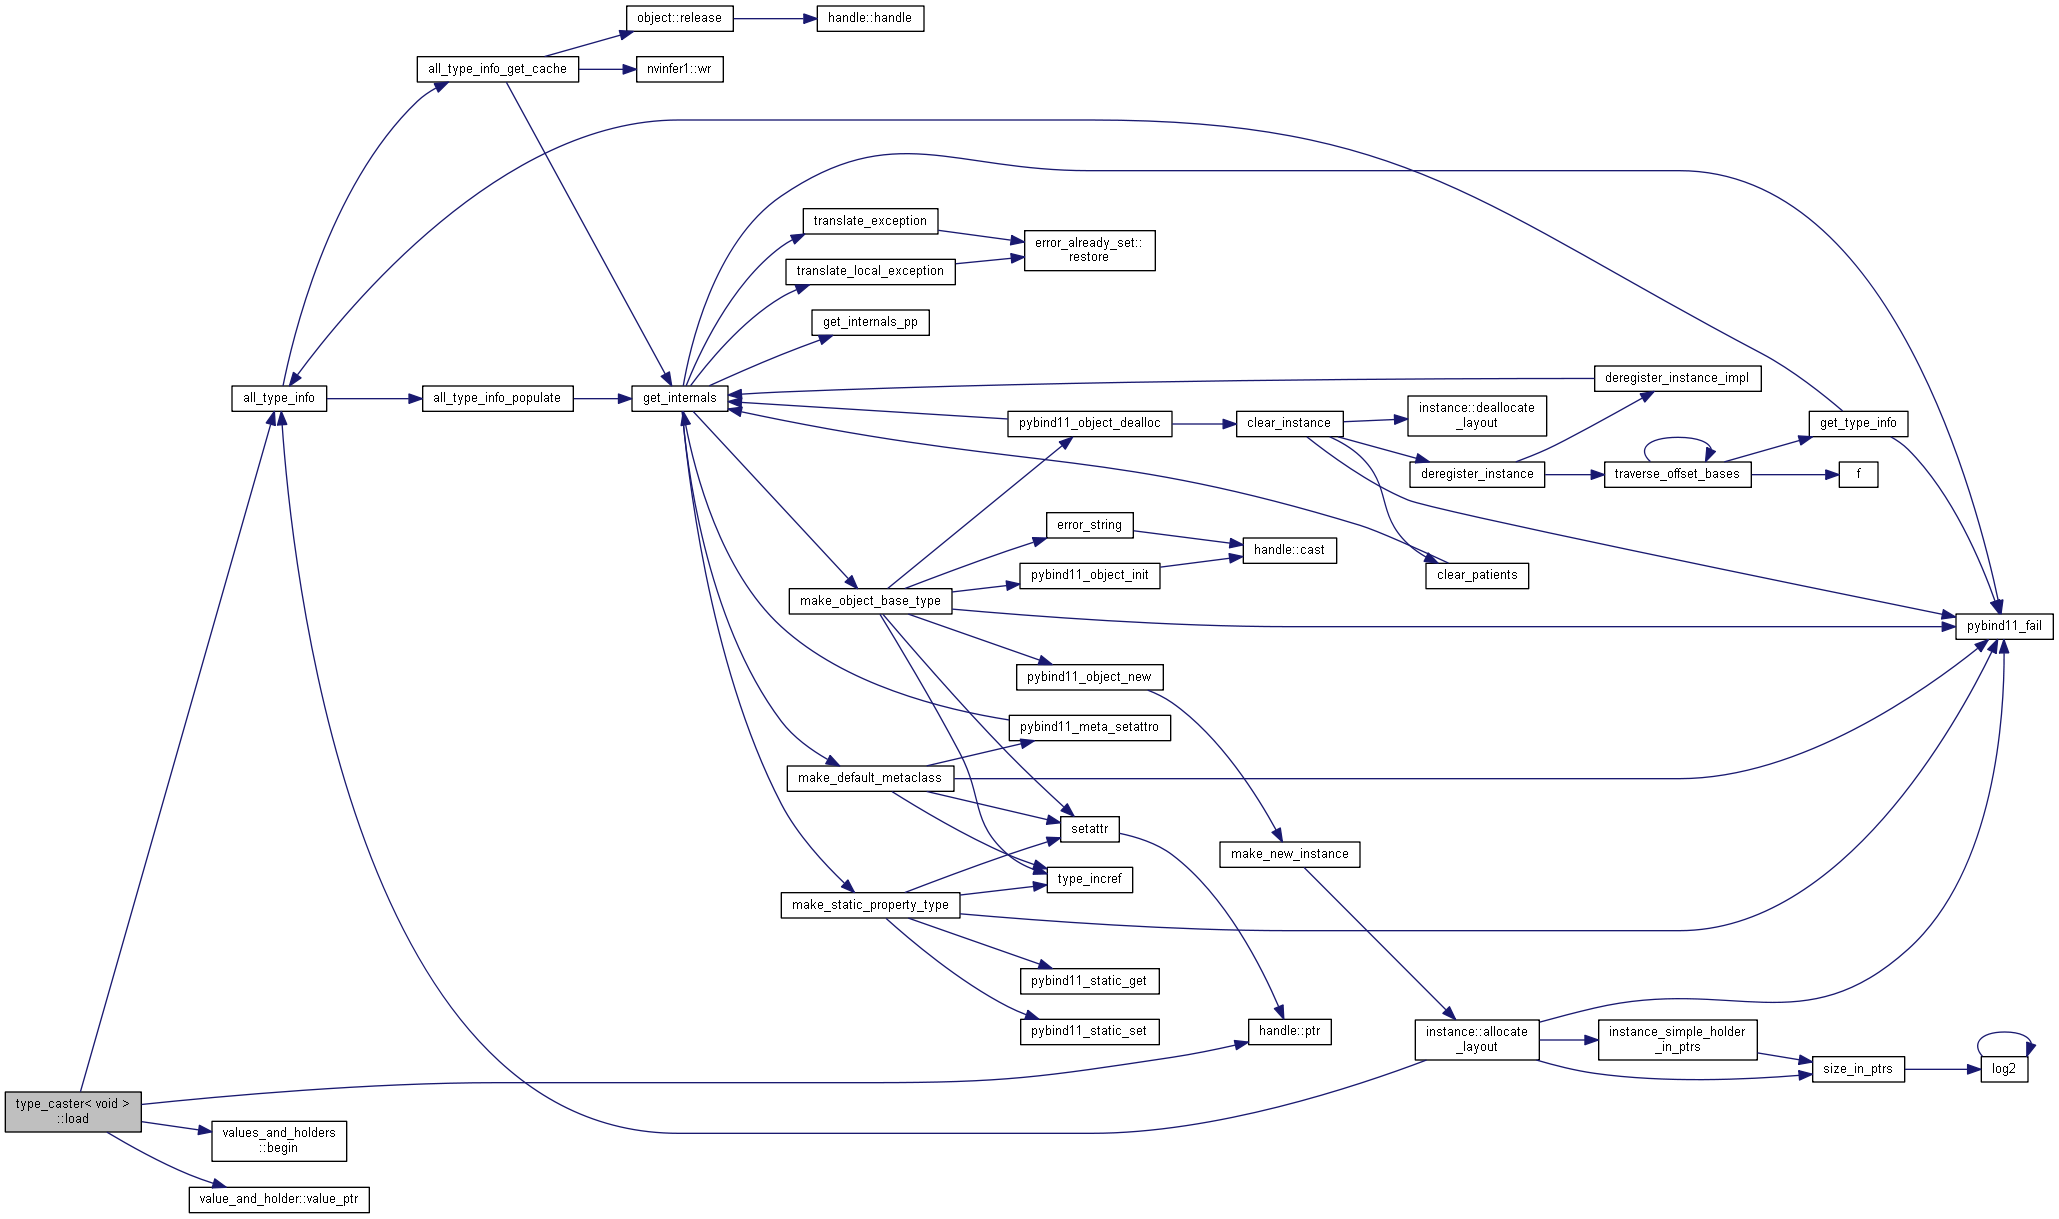 object::release
handle::handle
all_type_info_get_cache
nvinfer1::wr
translate_exception
error_already_set::
restore
translate_local_exception
get_internals_pp
all_type_info
all_type_info_populate
get_internals
deregister_instance_impl
pybind11_object_dealloc
clear_instance
instance::deallocate
_layout
get_type_info
deregister_instance
traverse_offset_bases
f
error_string
handle::cast
pybind11_object_init
clear_patients
make_object_base_type
pybind11_fail
pybind11_object_new
pybind11_meta_setattro
make_default_metaclass
setattr
make_new_instance
type_incref
make_static_property_type
pybind11_static_get
pybind11_static_set
handle::ptr
instance::allocate
_layout
instance_simple_holder
_in_ptrs
size_in_ptrs
log2
type_caster< void >
::load
values_and_holders
::begin
value_and_holder::value_ptr